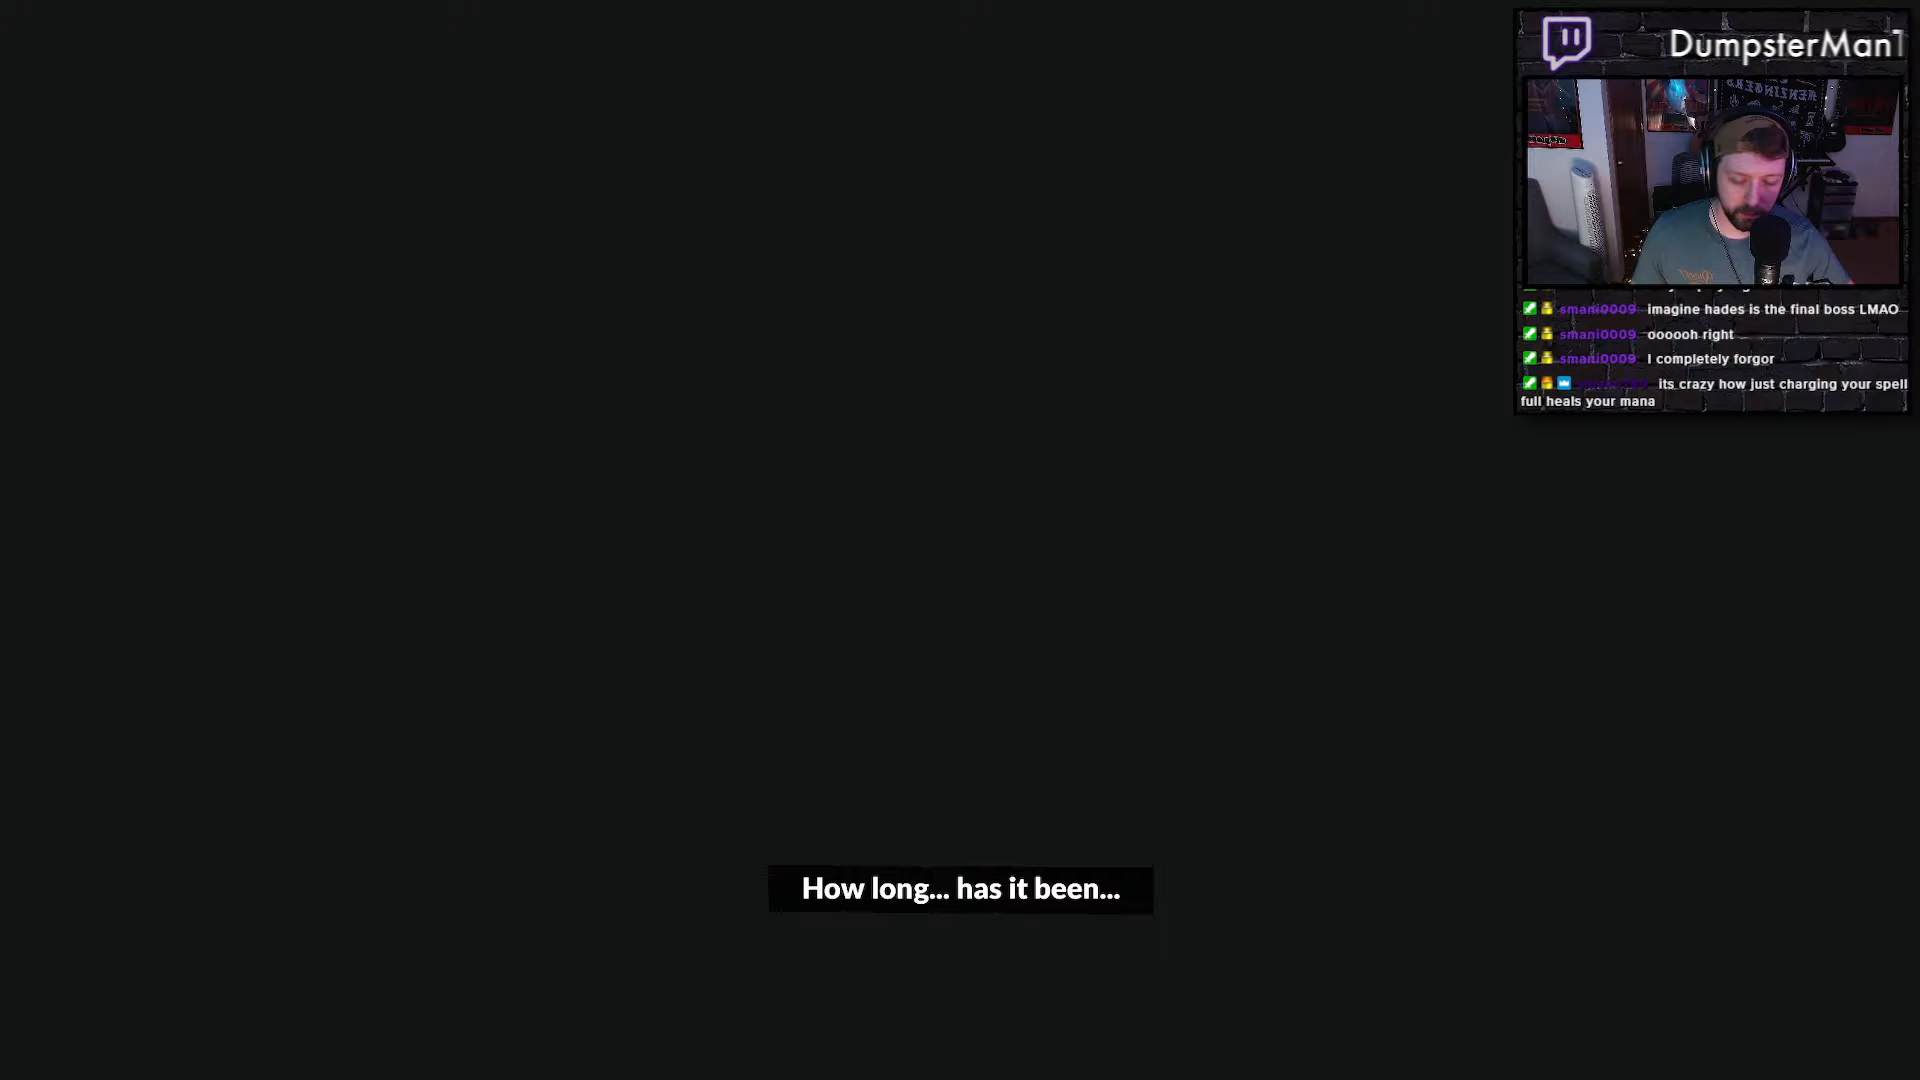 DumpsterMan
smani0009 imagine hades is the final boss LMAO
smani0009 oooooh right
smani0009 I completely forgor
its crazy how just charging your spell
full heals your mana
How long... has it been...